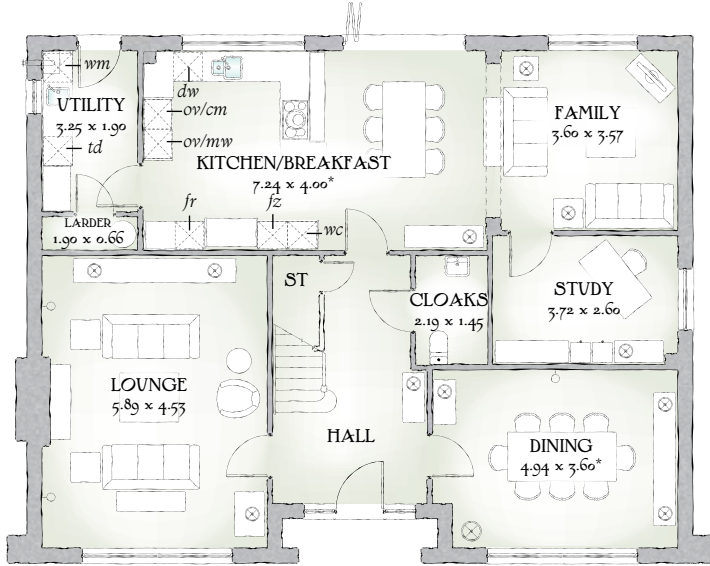 wm
UTILITY
3.25 x 1.90
td
dw
ov/cm
ov/mw
KITCHEN/BREAKFAST
7.24 x 4.00*
fr
fz
wc
FAMILY
3.60 x 3.57
LARDER
1.90 x 0.66
ST
CLOAKS
2.19 x 1.45
STUDY
3.72 x 2.60
LOUNGE
5.89 x 4.53
HALL
DINING
4.94 x 3.60*